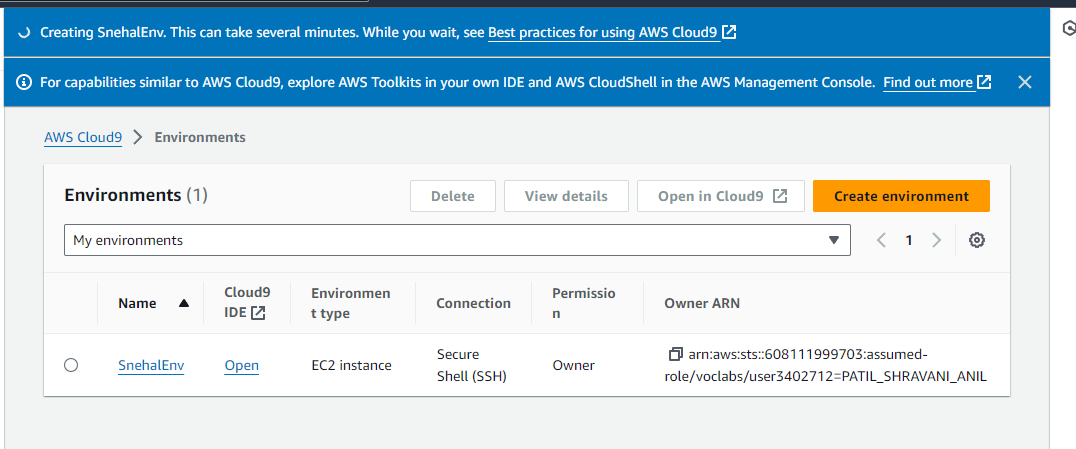 Creating SnehalEnv. This can take several minutes. While you wait, see Best practices for using AWS Cloud9
For capabilities similar to AWS Cloud9, explore AWS Toolkits in your own IDE and AWS CloudShell in the AWS Management Console. Find out more
AWS Cloud9 > Environments
Environments (1) Delete View details Open in Cloud9 Create environment
My environments 1
Name Cloud9 IDE Environmen
t type Connection Permissio
n Owner ARN
SnehalEnv Open EC2 instance Secure
Shell (SSH) Owner arn:aws:sts::608111999703:assumed-
role/voclabs/user3402712=PATIL_SHRAVANI_ANIL